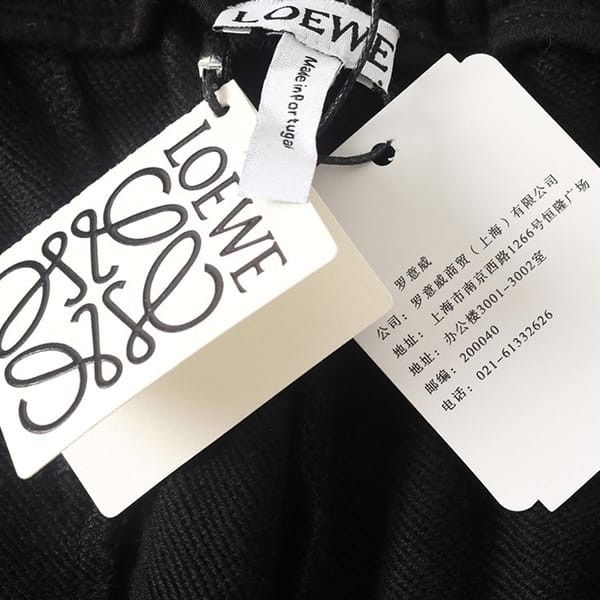 LOEWE
Made in Portugal
LOEWE
罗意威
公司：罗意威商贸（上海）有限公司
地址：上海市南京西路1266号恒隆广场
地址：办公楼3001-3002室
邮编：200040
电话：021-61332626